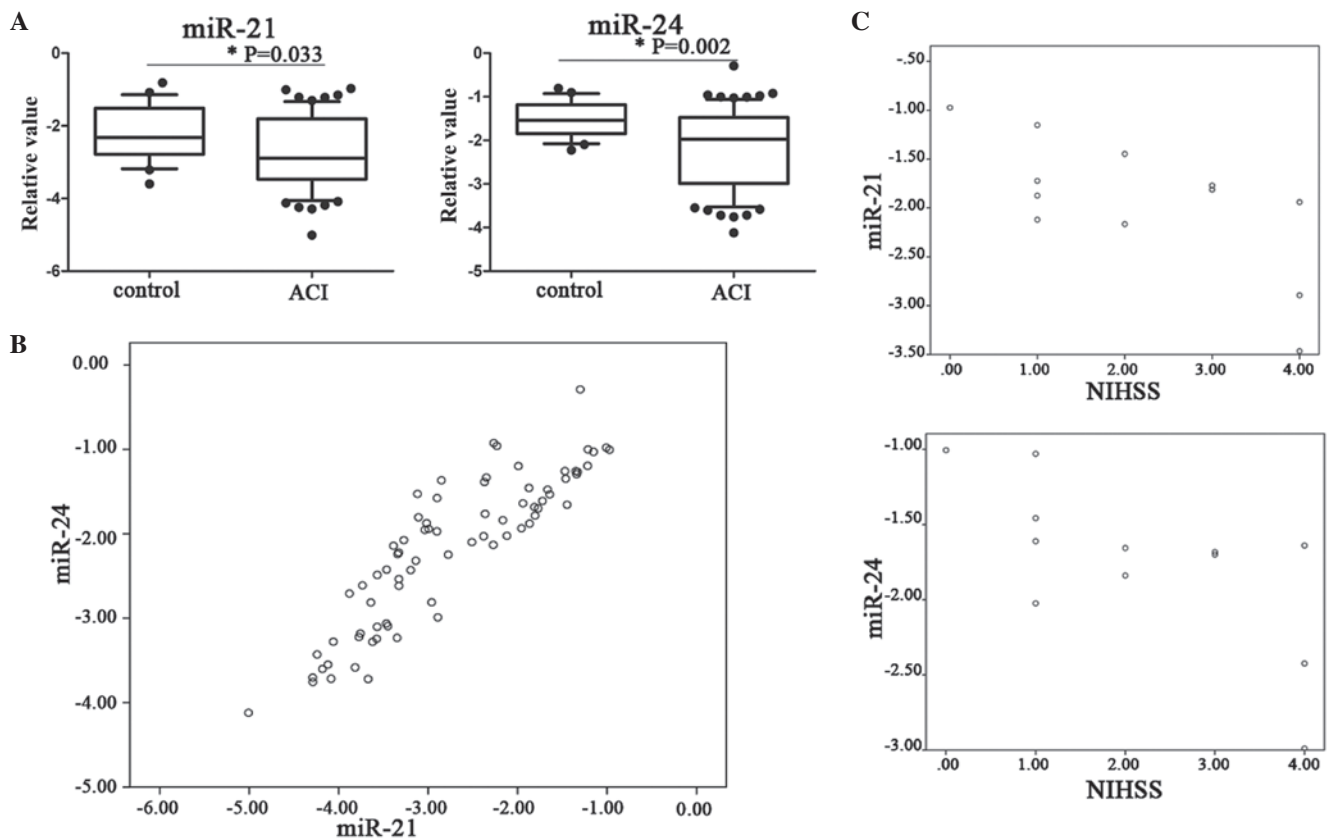 A
miR-21
* P=0.033
0
-2
-4
-6
Relative value
control
ACI
miR-24
* P=0.002
0
-1
-2
-3
-4
-5
Relative value
control
ACI
B
0.00
-1.00
-2.00
-3.00
-4.00
-5.00
miR-24
-6.00
-5.00
-4.00
-3.00
-2.00
-1.00
0.00
miR-21
C
-.50
-1.00
-1.50
-2.00
-2.50
-3.00
-3.50
miR-21
.00
1.00
2.00
3.00
4.00
NIHSS
-1.00
-1.50
-2.00
-2.50
-3.00
miR-24
.00
1.00
2.00
3.00
4.00
NIHSS